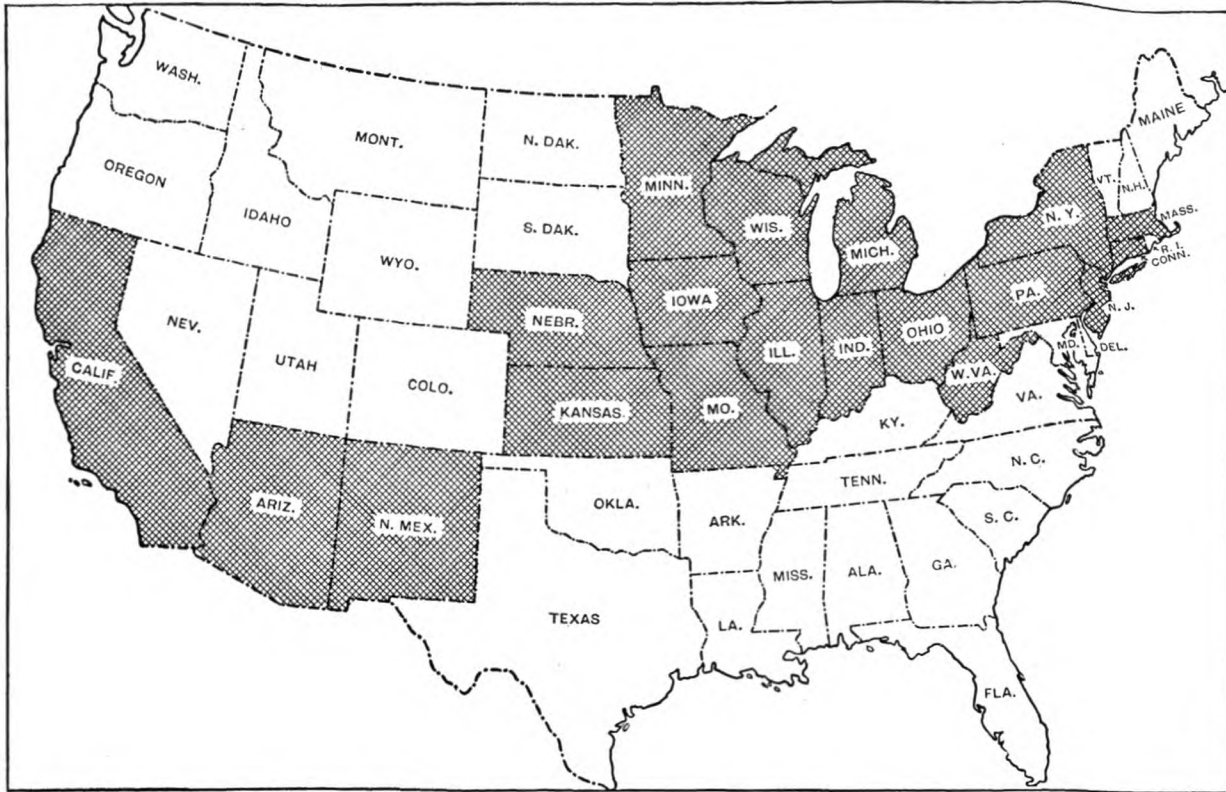 WASH.
MONT.
N. DAK.
MINN.
MAINE
OREGON
IDAHO
S. DAK.
WIS.
MICH.
VT.
N.H.
N. Y.
MASS.
R. I.
CONN.
WYO.
NEBR.
IOWA
PA.
N. J.
NEV.
UTAH
COLO.
ILL.
IND.
OHIO
MD.
DEL.
CALIF.
KANSAS.
MO.
W.VA.
VA.
KY.
ARIZ.
N. MEX.
OKLA.
ARK.
TENN.
N. C.
S. C.
TEXAS
LA.
MISS.
ALA.
GA.
FLA.